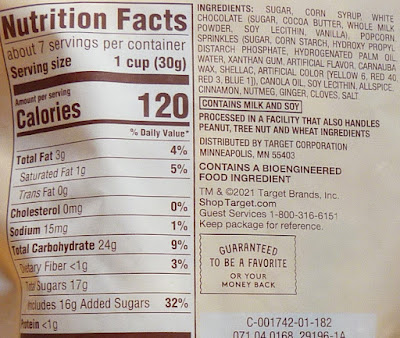 Nutrition Facts
about 7 servings per container
Serving size 1 cup (30g)
Amount per serving
Calories 120
% Daily Value*
Total Fat 3g 4%
Saturated Fat 1g 5%
Trans Fat 0g
Cholesterol 0mg 0%
Sodium 15mg 1%
Total Carbohydrate 24g 9%
Dietary Fiber <1g 3%
Total Sugars 17g
Includes 16g Added Sugars 32%
Protein <1g
INGREDIENTS: SUGAR, CORN SYRUP, WHITE
CHOCOLATE (SUGAR, COCOA BUTTER, WHOLE MILK
POWDER, SOY LECITHIN, VANILLA), POPCORN,
SPRINKLES (SUGAR, CORN STARCH, HYDROXY PROPYL
DISTARCH PHOSPHATE, HYDROGENATED PALM OIL,
WATER, XANTHAN GUM, ARTIFICIAL FLAVOR, CARNAUBA
WAX, SHELLAC, ARTIFICIAL COLOR [YELLOW 6, RED 40,
RED 3, BLUE 1]), CANOLA OIL, SOY LECITHIN, ALLSPICE,
CINNAMON, NUTMEG, GINGER, CLOVES, SALT
CONTAINS MILK AND SOY
PROCESSED IN A FACILITY THAT ALSO HANDLES
PEANUT, TREE NUT AND WHEAT INGREDIENTS
DISTRIBUTED BY TARGET CORPORATION
MINNEAPOLIS, MN 55403
CONTAINS A BIOENGINEERED
FOOD INGREDIENT
TM & ©2021 Target Brands, Inc.
ShopTarget.com
Guest Services 1-800-316-6151
Keep package for reference.
GUARANTEED
TO BE A FAVORITE
OR YOUR
MONEY BACK
C-001742-01-182
071 04 0168 29196-1A